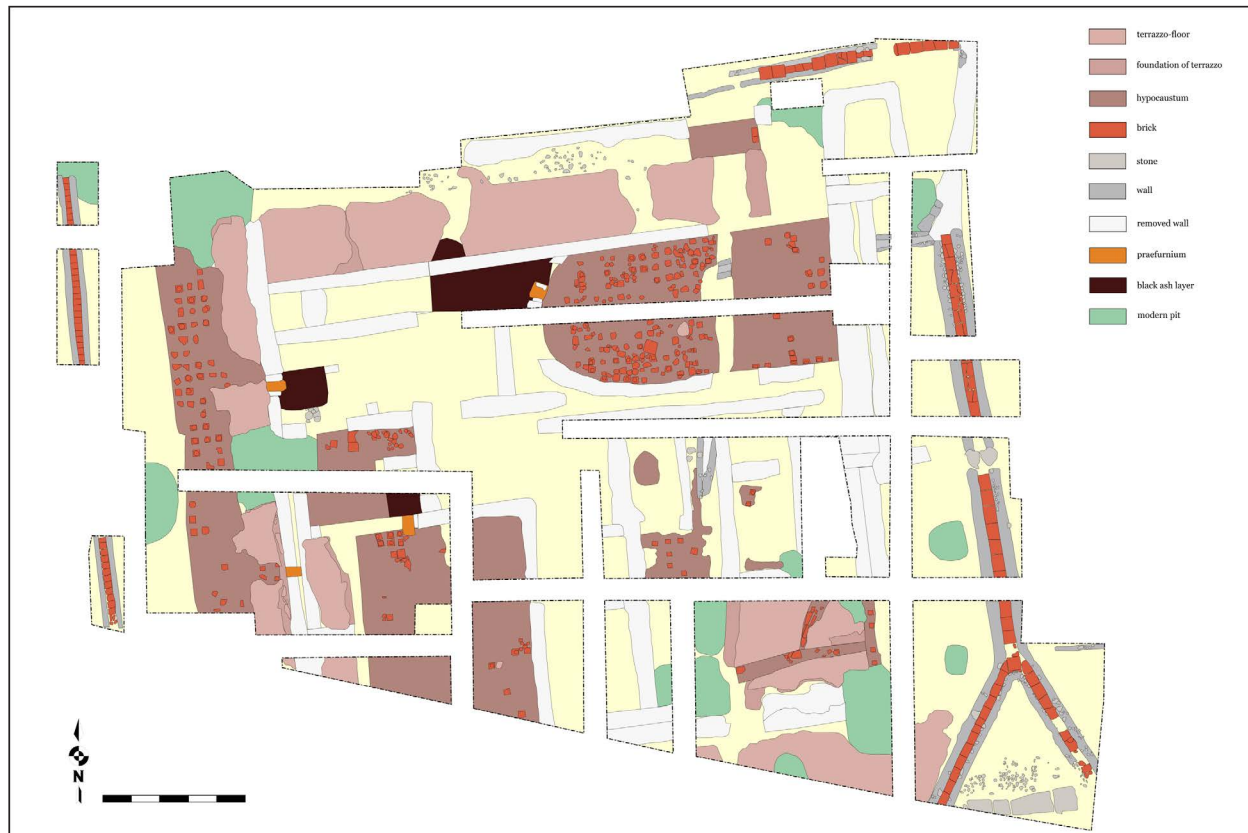 terrazzo-floor
foundation of terrazzo
hypocaustum
brick
stone
wall
removed wall
praefurnium
black ash layer
modern pit
N